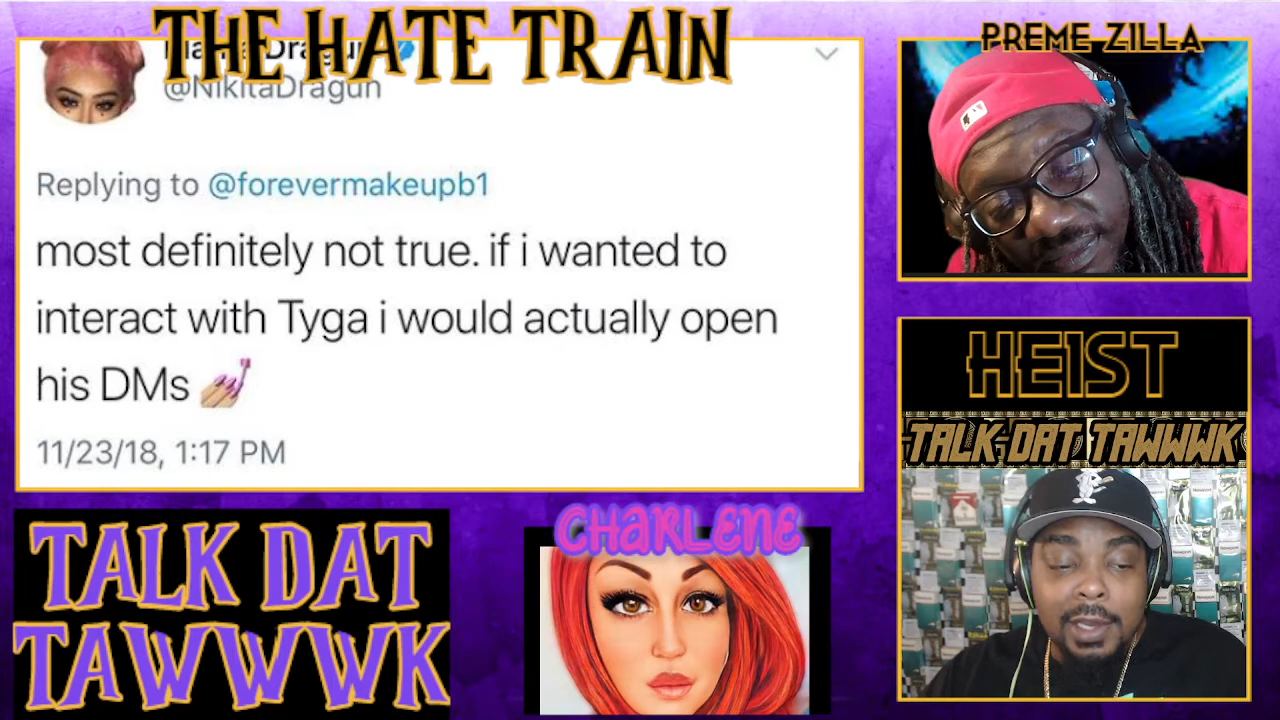 THE HATE TRAIN
@NikitaDragun
Replying to @forevermakeupb1
most definitely not true. if i wanted to
interact with Tyga i would actually open
his DMs 💅🏼
11/23/18, 1:17 PM
PREME ZILLA
HEIST
TALK DAT TAWWWK
TALK DAT
TAWWWK
CHARLENE